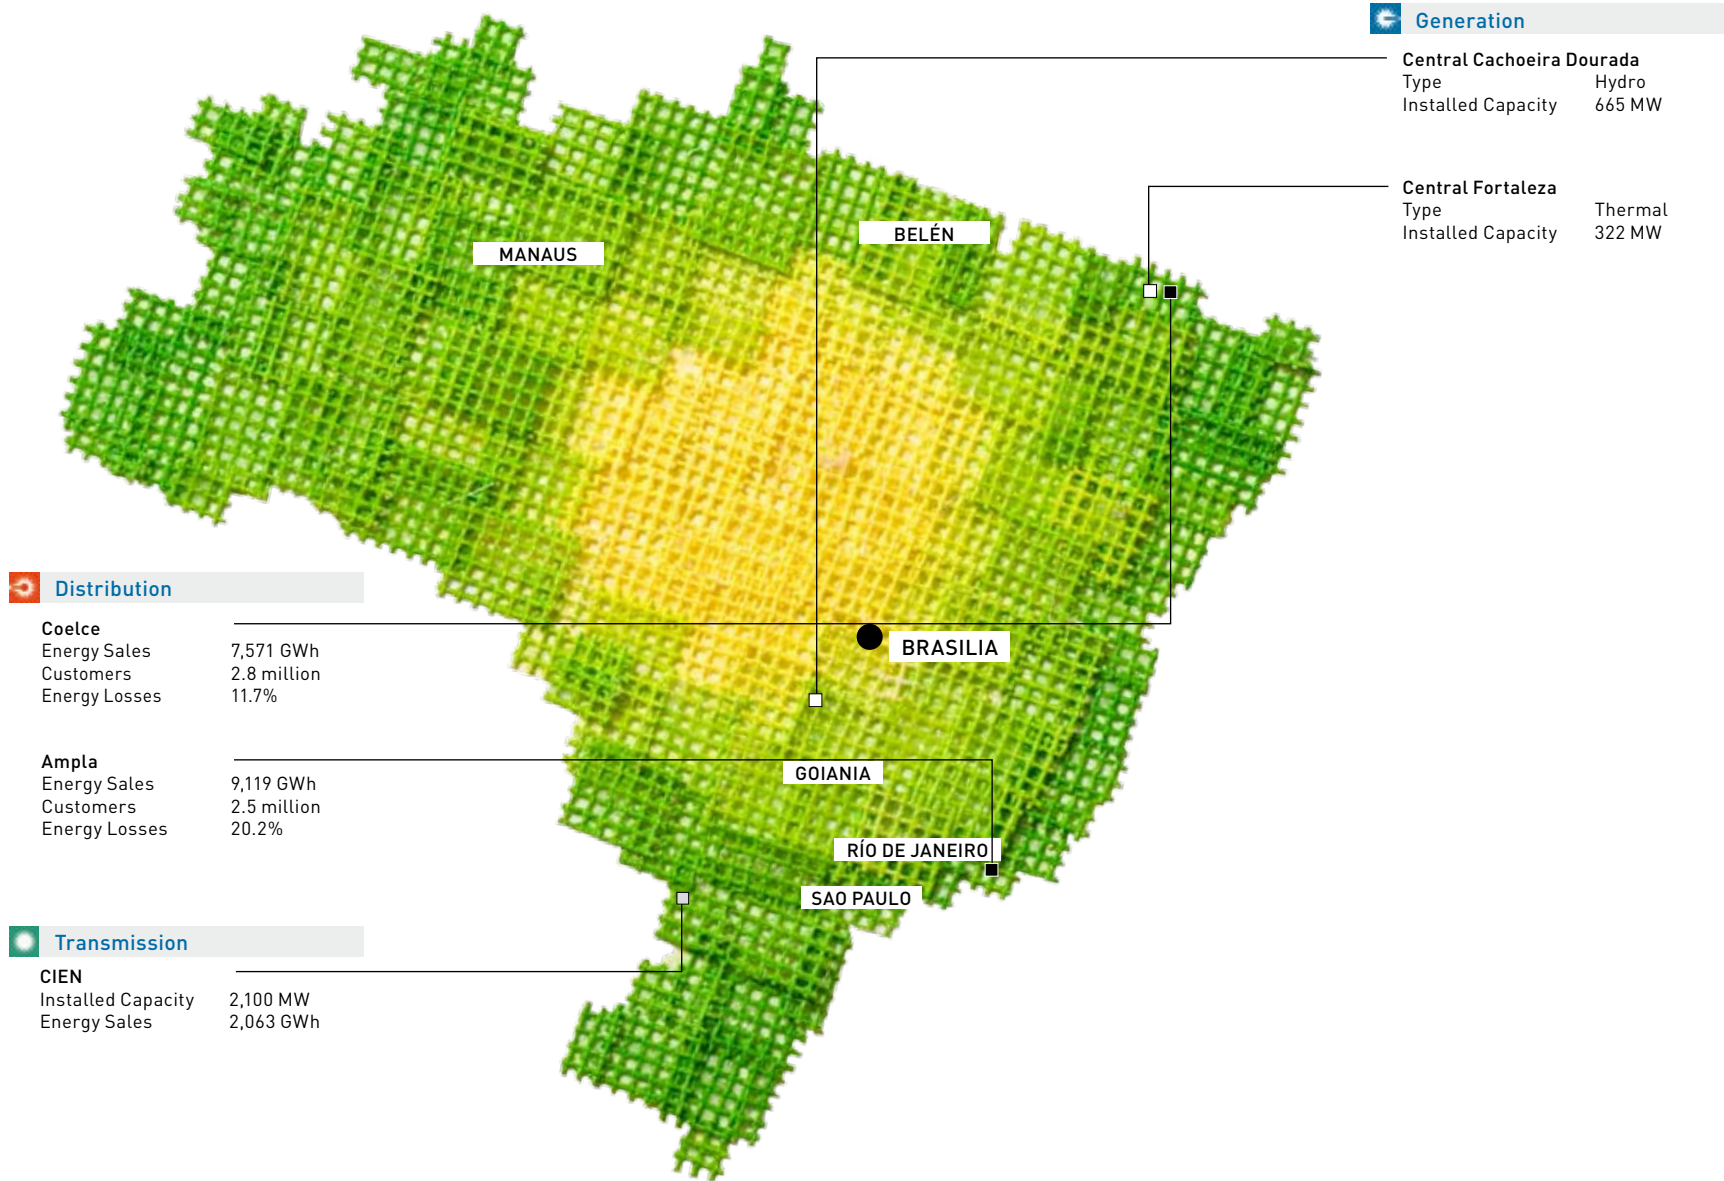 Generation
Central Cachoeira Dourada
Type Hydro
Installed Capacity 665 MW
Central Fortaleza
Type Thermal
Installed Capacity 322 MW
BELÉN
MANAUS
Distribution
Coelce
Energy Sales 7,571 GWh
Customers 2.8 million
Energy Losses 11.7%
BRASILIA
Ampla
Energy Sales 9,119 GWh
Customers 2.5 million
Energy Losses 20.2%
GOIANIA
RÍO DE JANEIRO
SAO PAULO
Transmission
CIEN
Installed Capacity 2,100 MW
Energy Sales 2,063 GWh